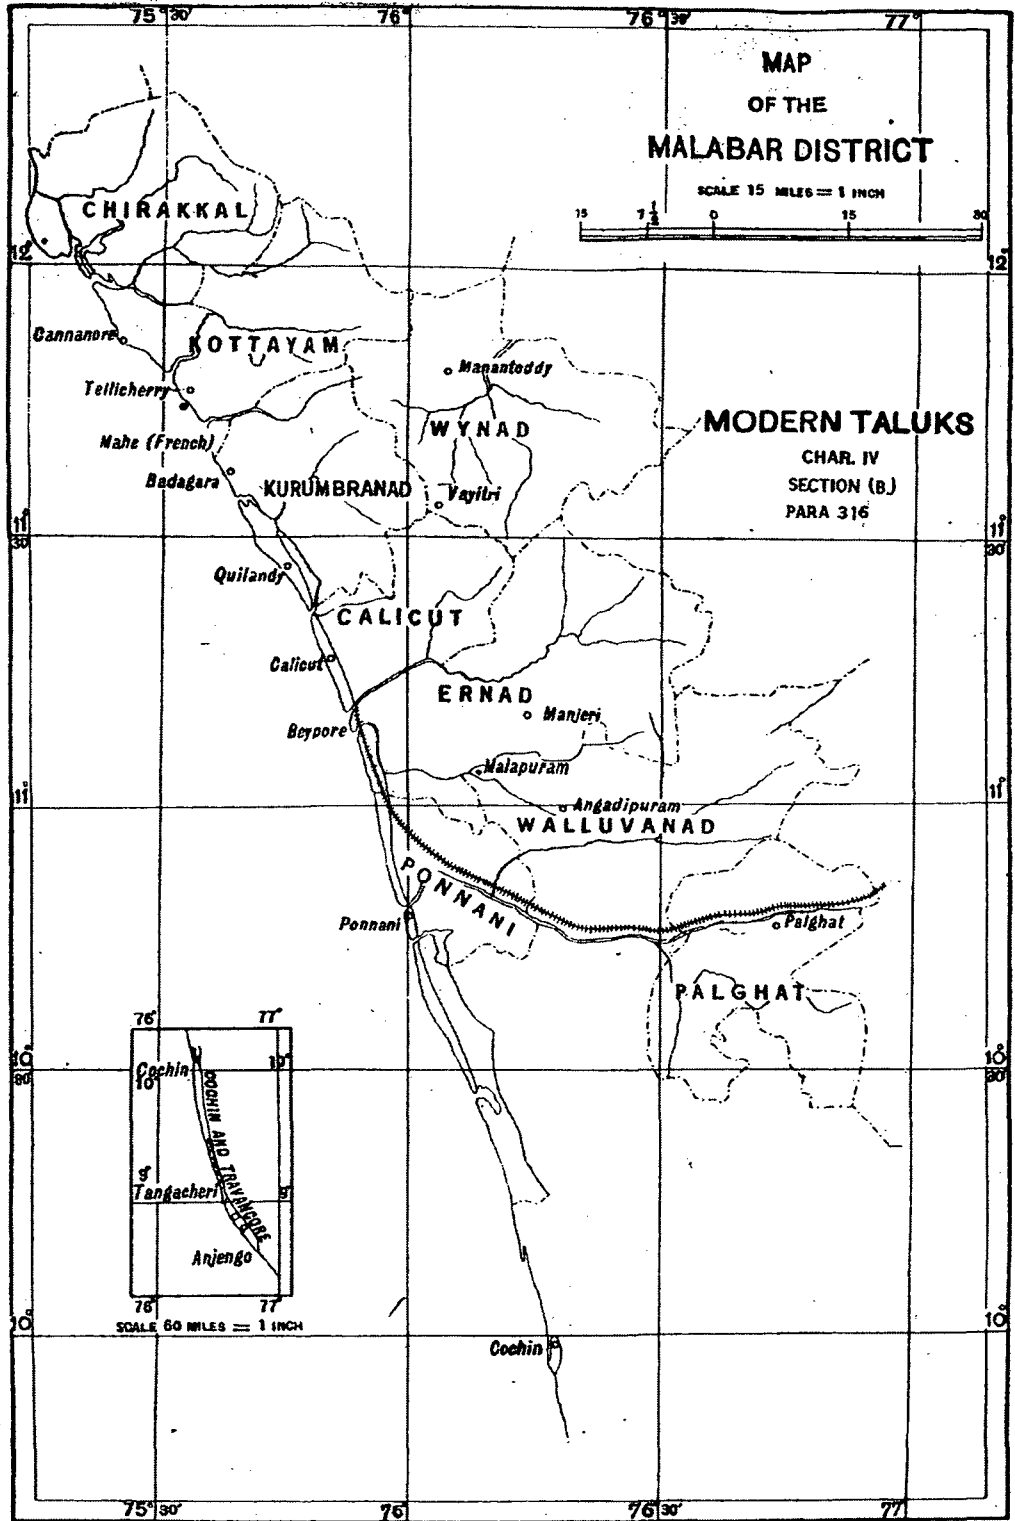 75° 30'
76°
76° 30'
77°
MAP
OF THE
MALABAR DISTRICT
SCALE 15 MILES = 1 INCH
15 7½ 0 15 30
CHIRAKKAL
12°
12°
Cannanore
KOTTAYAM
Manantoddy
Tellicherry
MODERN TALUKS
WYNAD
Mahe (French)
CHAR. IV
Badagara
SECTION (B.)
KURUMBRANAD
Vayitri
PARA 316
11° 30'
11° 30'
Quilandy
CALICUT
Calicut
ERNAD
Manjeri
Beypore
Malapuram
11°
11°
Angadipuram
WALLUVANAD
PONNANI
Ponnani
Palghat
PALGHAT
76°
77°
10° 30'
10° 30'
Cochin
10°
10°
COCHIN AND TRAVANCORE
9°
Tangacheri
9°
Anjengo
76°
77°
SCALE 60 MILES = 1 INCH
10°
10°
Cochin
75° 30'
76°
76° 30'
77